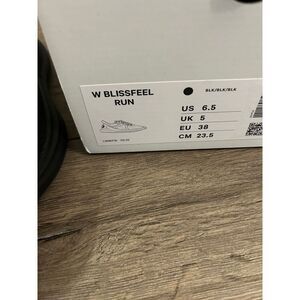 W BLISSFEEL
RUN
BLK/BLK/BLK
US 6.5
UK 5
EU 38
CM 23.5